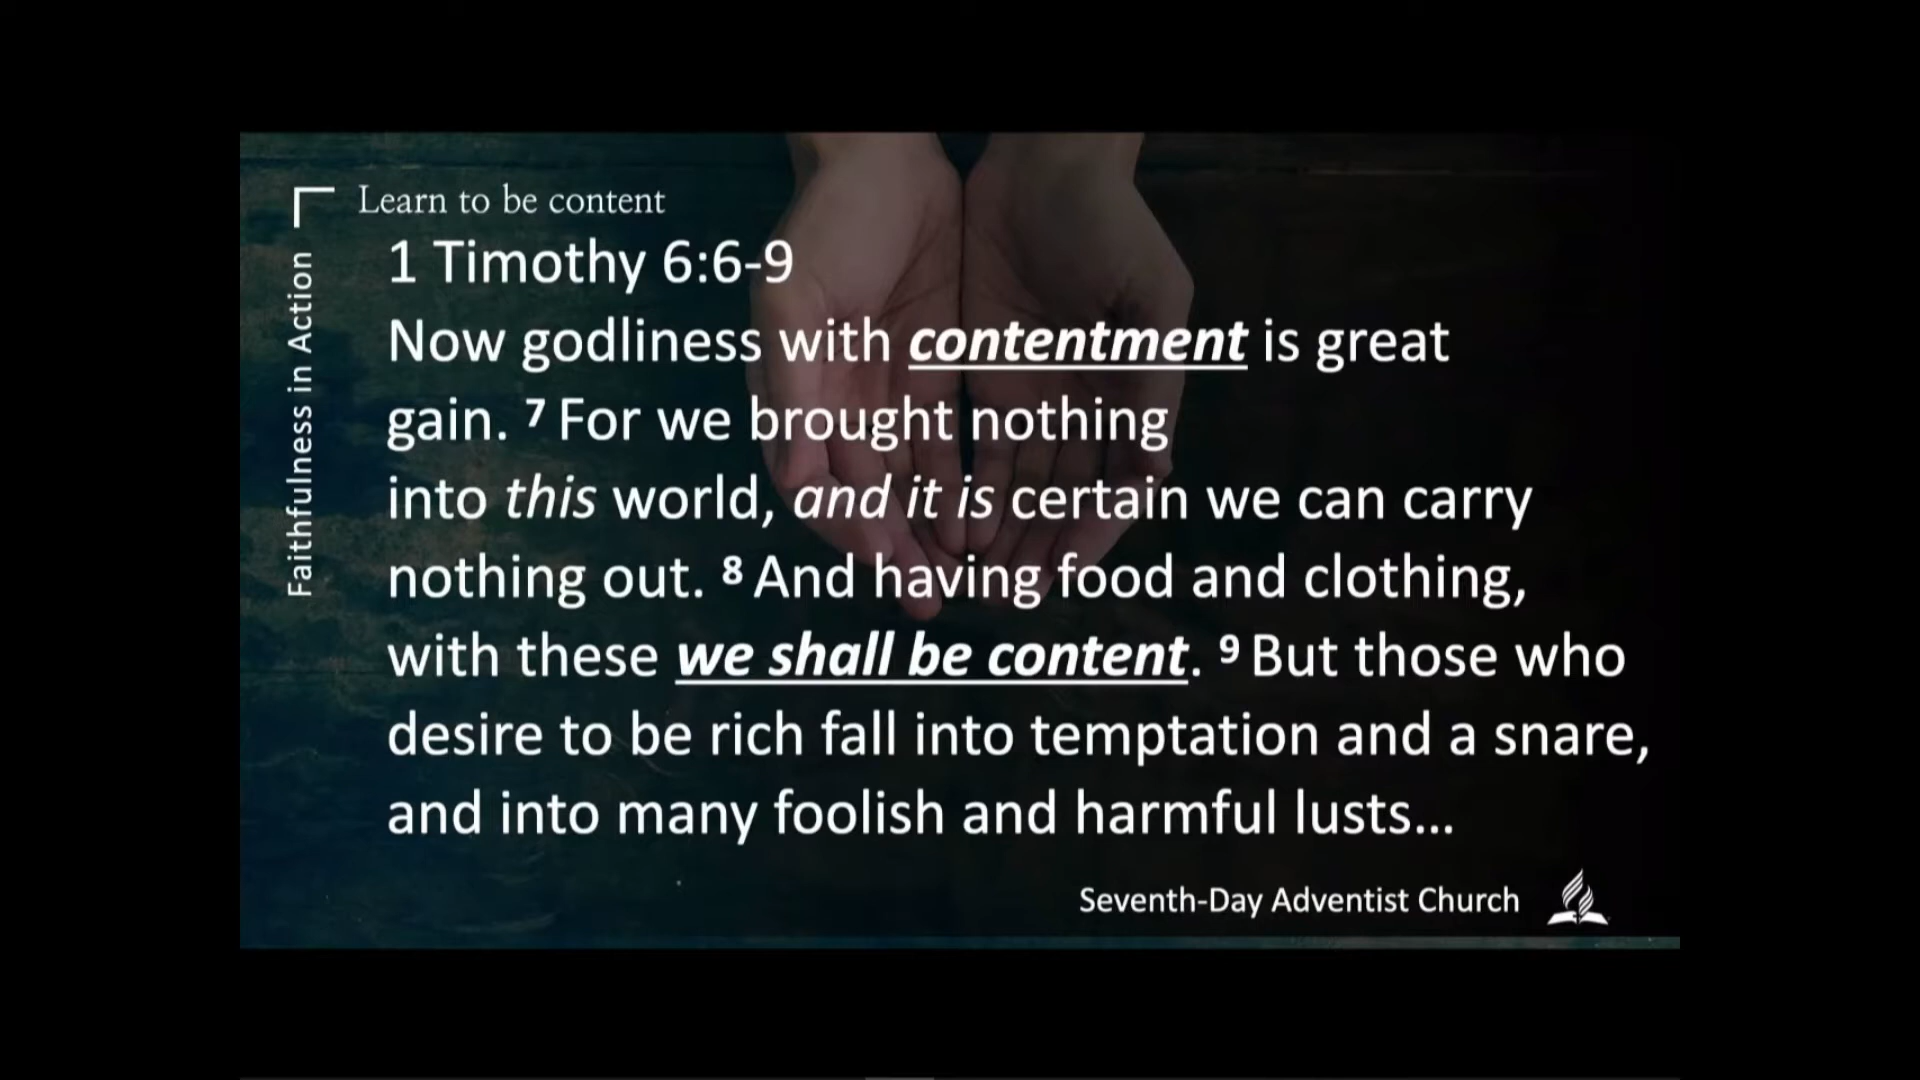 Learn to be content
Faithfulness in Action
1 Timothy 6:6-9
Now godliness with contentment is great
gain. 7 For we brought nothing
into this world, and it is certain we can carry
nothing out. 8 And having food and clothing,
with these we shall be content. 9 But those who
desire to be rich fall into temptation and a snare,
and into many foolish and harmful lusts...
Seventh-Day Adventist Church